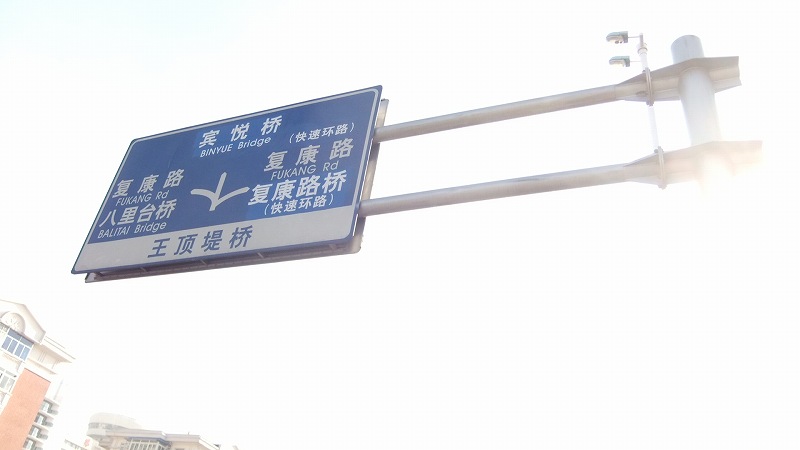 宾悦桥
BINYUE Bridge
(快速环路)
复康路
FUKANG Rd
八里台桥
BALITAI Bridge
复康路
FUKANG Rd
复康路桥
(快速环路)
王顶堤桥